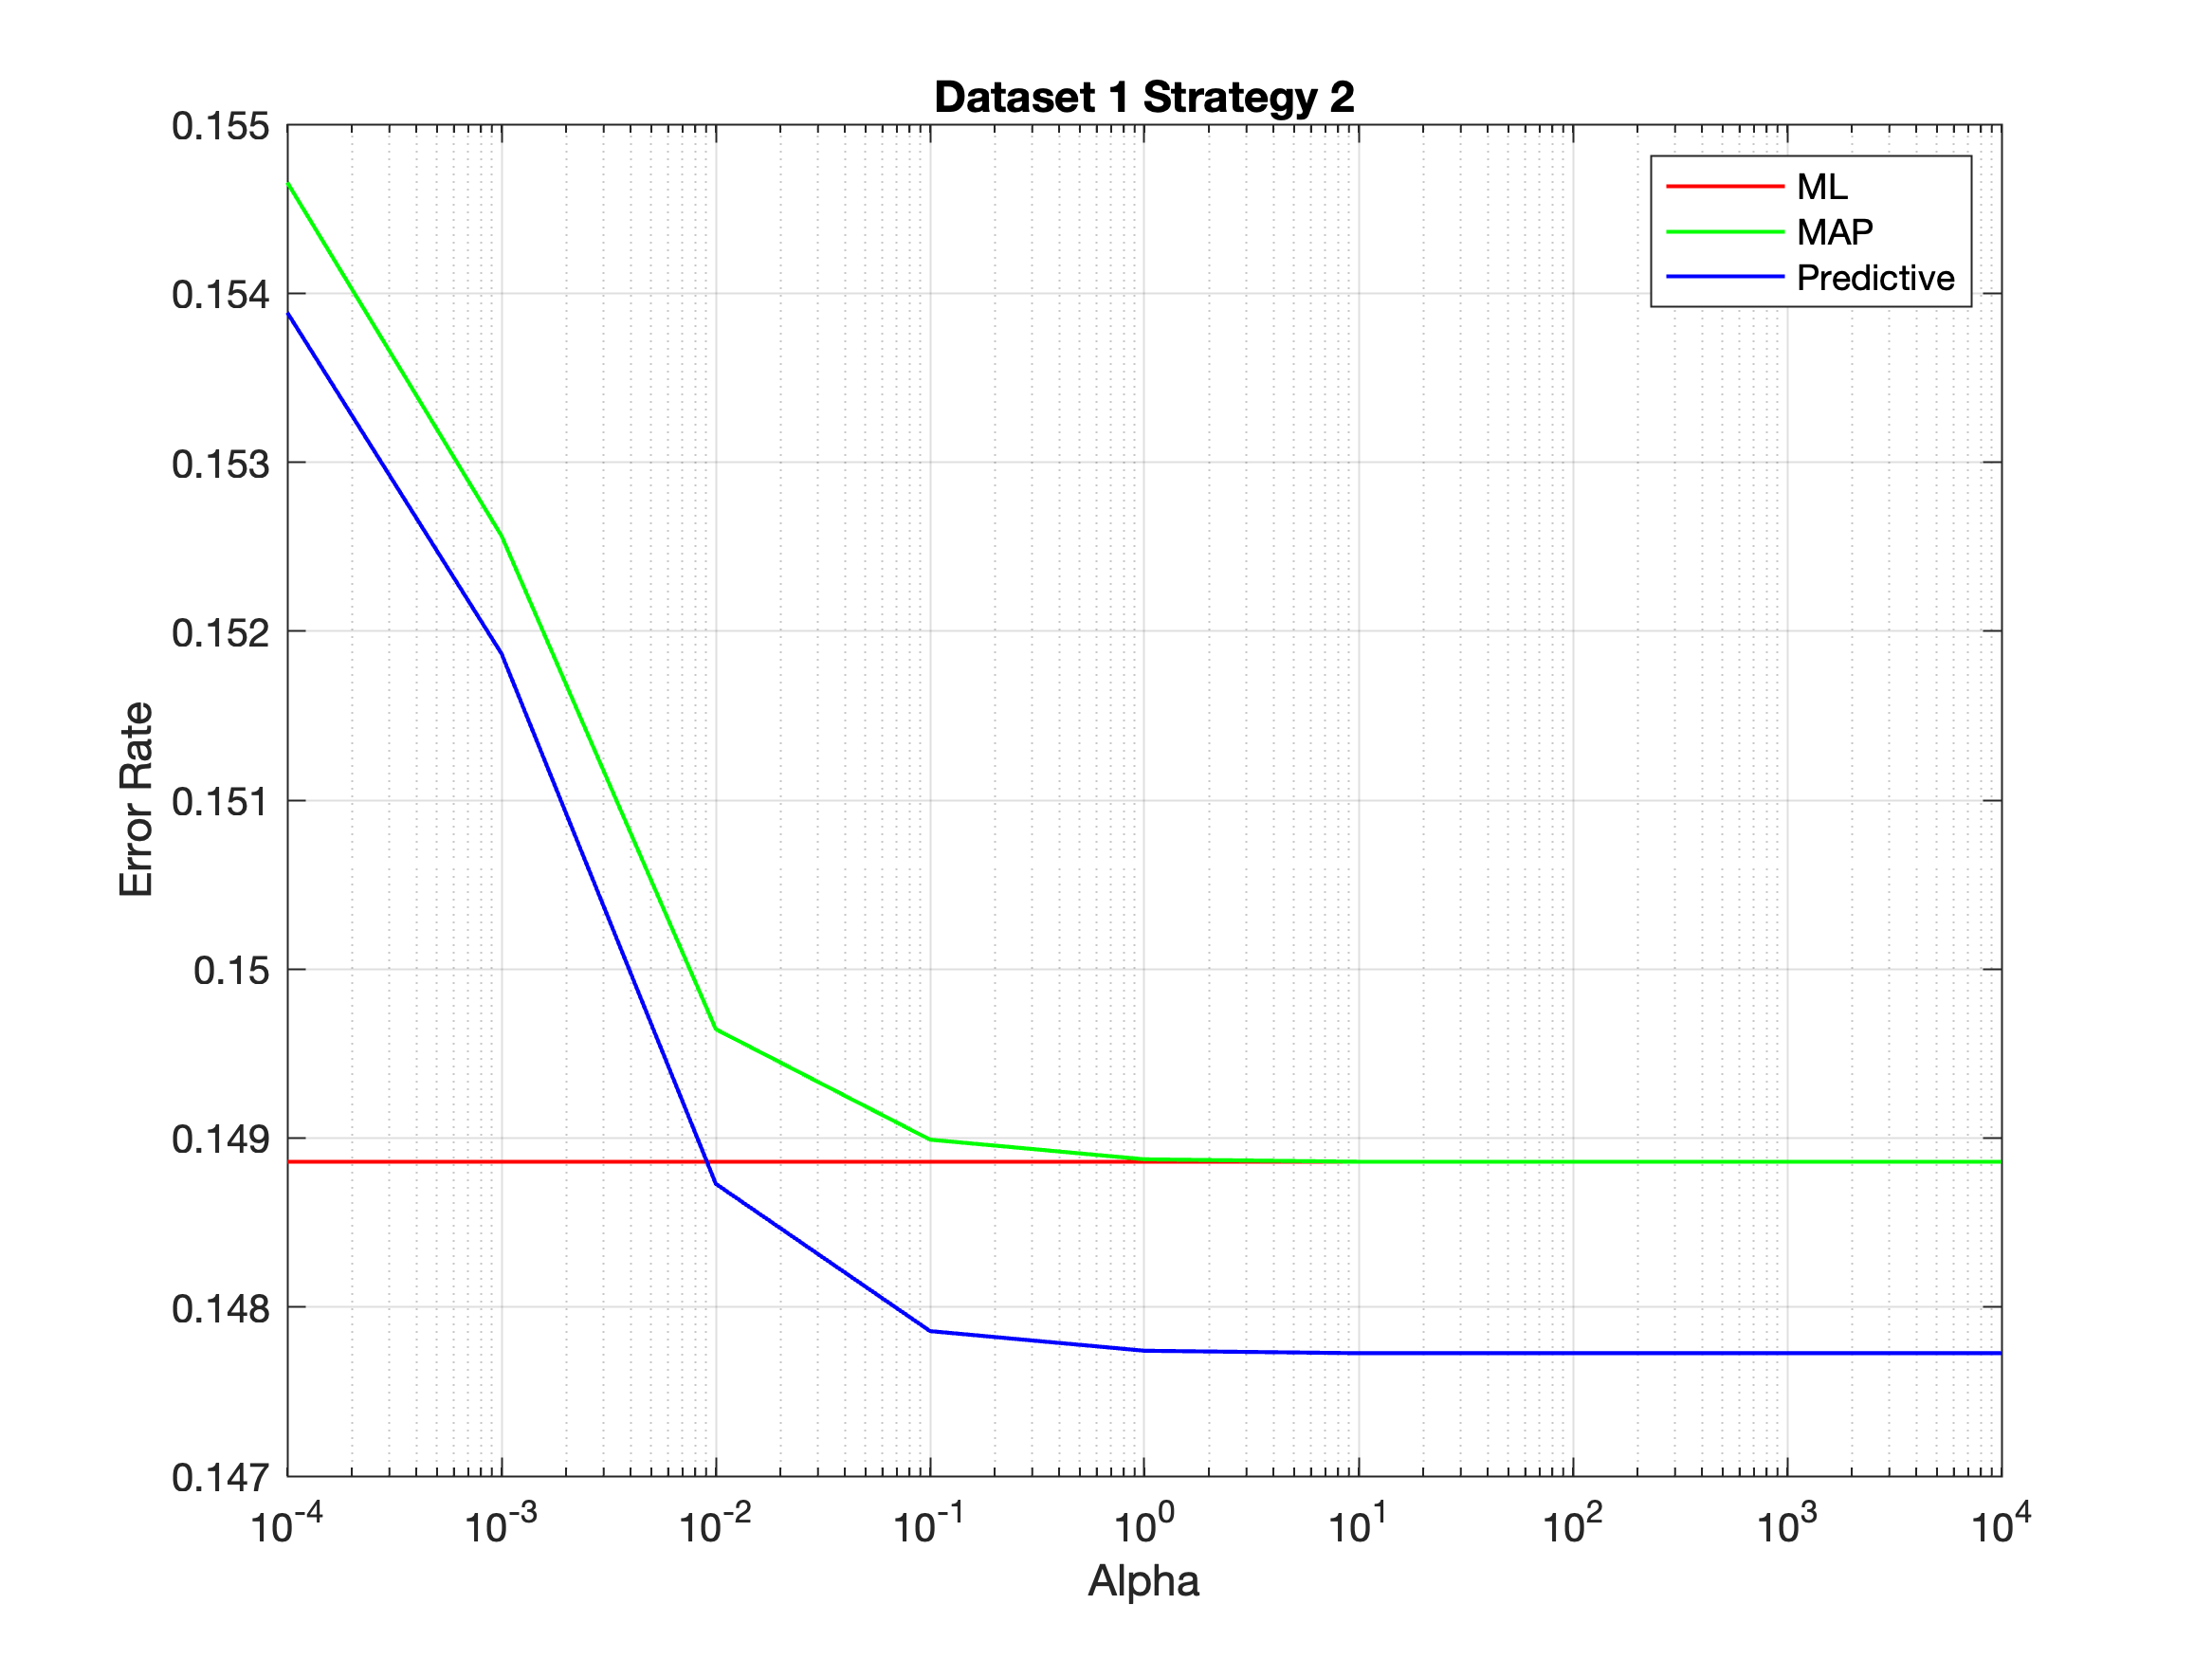 Dataset 1 Strategy 2
0.155
0.154
0.153
0.152
0.151
0.15
0.149
0.148
0.147
Error Rate
ML
MAP
Predictive
10^-4 10^-3 10^-2 10^-1 10^0 10^1 10^2 10^3 10^4
Alpha